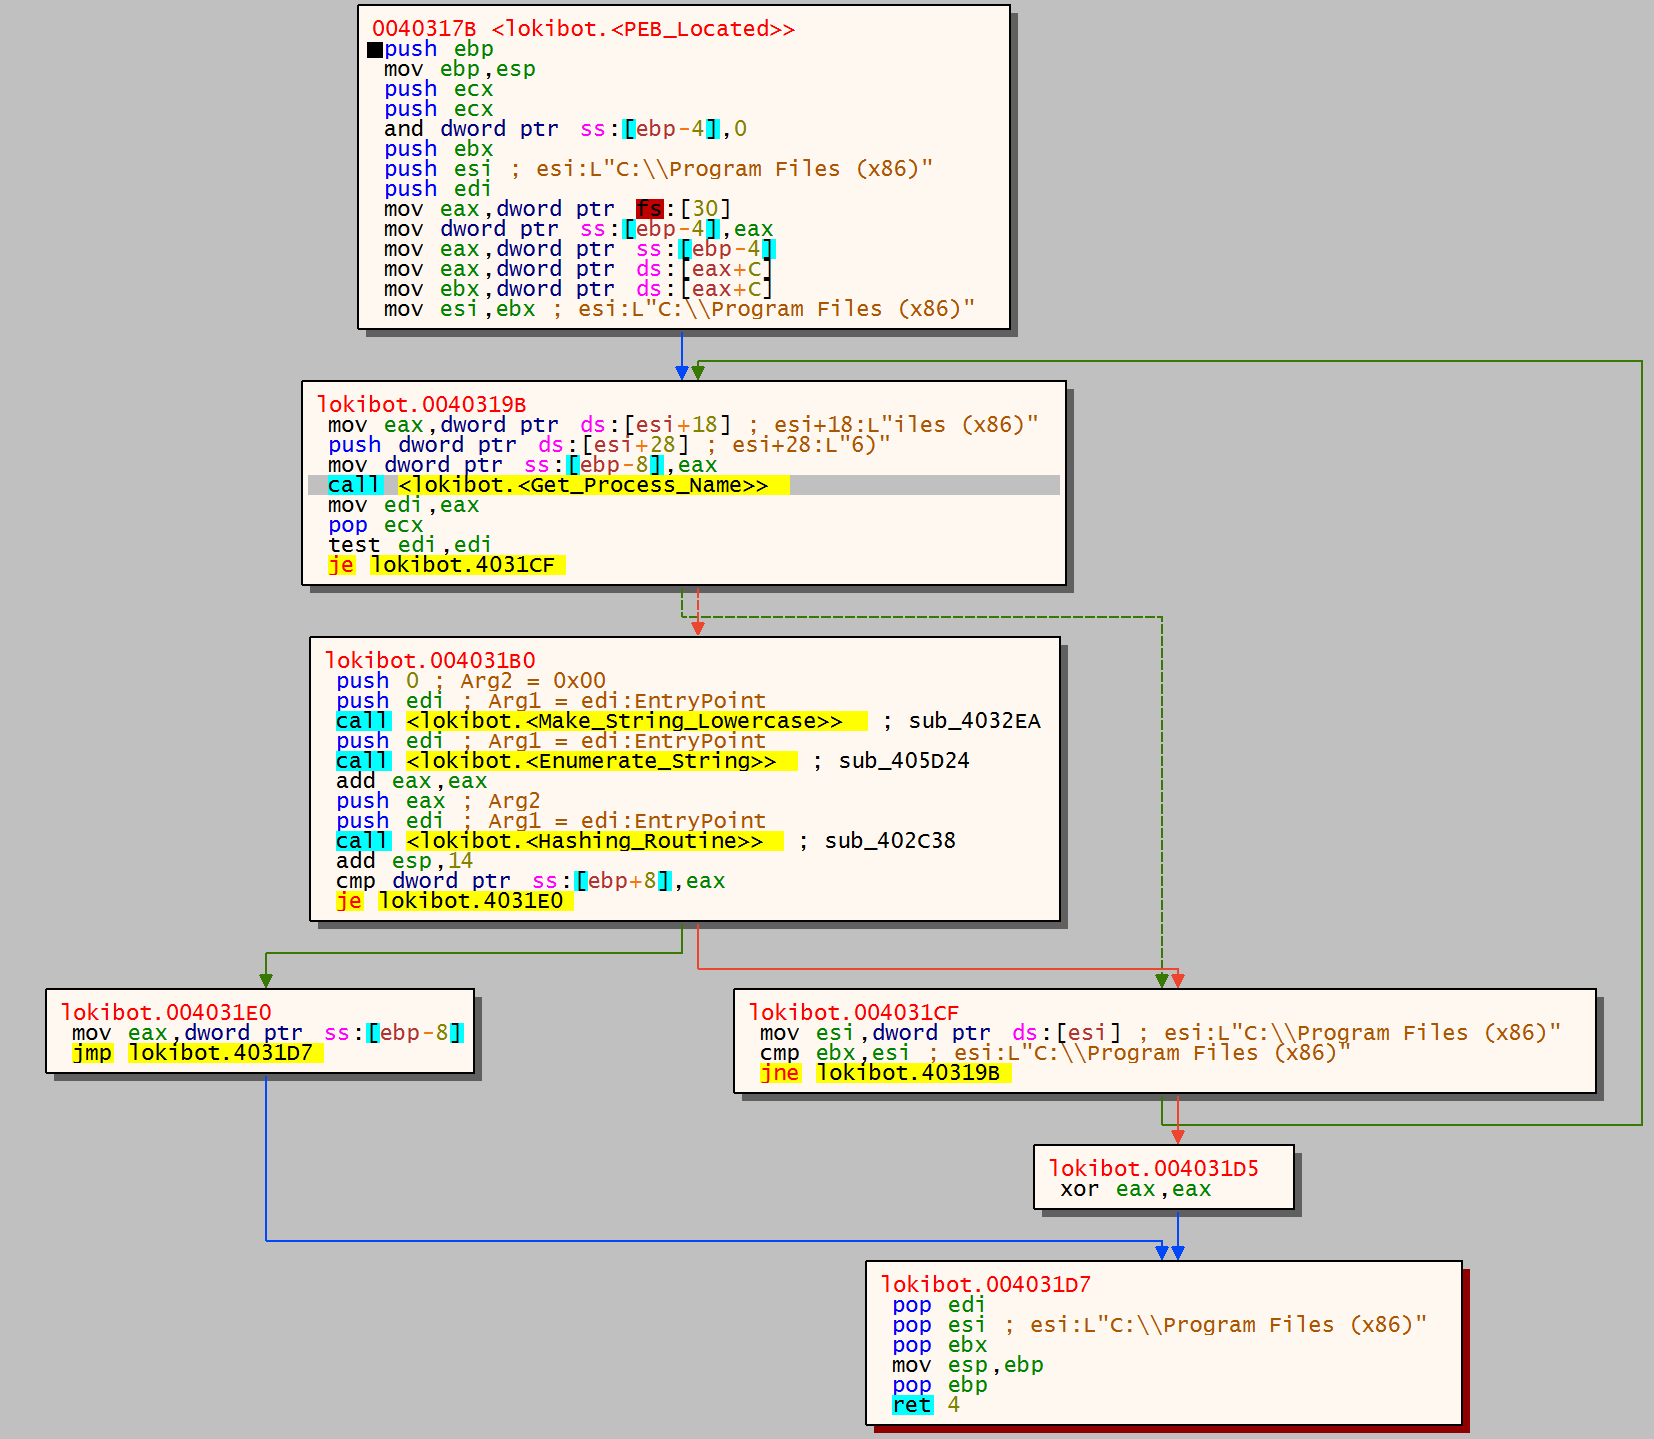 0040317B <lokibot.<PEB_Located>>
push ebp
mov ebp,esp
push ecx
push ecx
and dword ptr ss:[ebp-4],0
push ebx
push esi ; esi:L"C:\\Program Files (x86)"
push edi
mov eax,dword ptr fs:[30]
mov dword ptr ss:[ebp-4],eax
mov eax,dword ptr ss:[ebp-4]
mov eax,dword ptr ds:[eax+C]
mov ebx,dword ptr ds:[eax+C]
mov esi,ebx ; esi:L"C:\\Program Files (x86)"
lokibot.0040319B
mov eax,dword ptr ds:[esi+18] ; esi+18:L"iles (x86)"
push dword ptr ds:[esi+28] ; esi+28:L"6)"
mov dword ptr ss:[ebp-8],eax
call <lokibot.<Get_Process_Name>>
mov edi,eax
pop ecx
test edi,edi
je lokibot.4031CF
lokibot.004031B0
push 0 ; Arg2 = 0x00
push edi ; Arg1 = edi:EntryPoint
call <lokibot.<Make_String_Lowercase>> ; sub_4032EA
push edi ; Arg1 = edi:EntryPoint
call <lokibot.<Enumerate_String>> ; sub_405D24
add eax,eax
push eax ; Arg2
push edi ; Arg1 = edi:EntryPoint
call <lokibot.<Hashing_Routine>> ; sub_402C38
add esp,14
cmp dword ptr ss:[ebp+8],eax
je lokibot.4031E0
lokibot.004031E0
mov eax,dword ptr ss:[ebp-8]
jmp lokibot.4031D7
lokibot.004031CF
mov esi,dword ptr ds:[esi] ; esi:L"C:\\Program Files (x86)"
cmp ebx,esi ; esi:L"C:\\Program Files (x86)"
jne lokibot.40319B
lokibot.004031D5
xor eax,eax
lokibot.004031D7
pop edi
pop esi ; esi:L"C:\\Program Files (x86)"
pop ebx
mov esp,ebp
pop ebp
ret 4